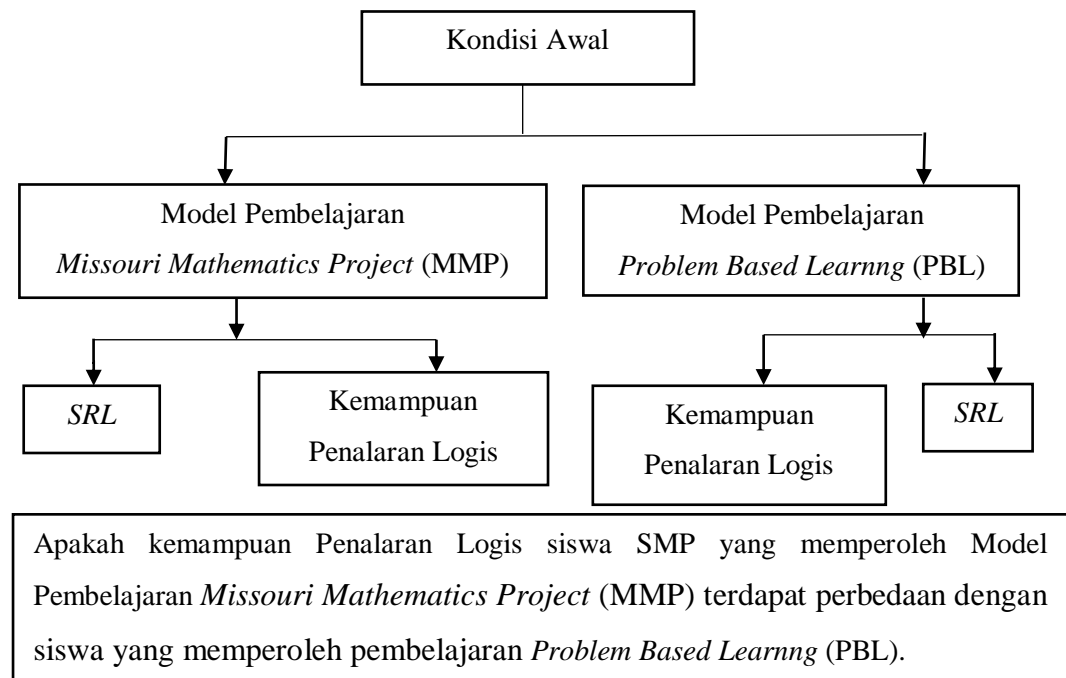 Kondisi Awal
Model Pembelajaran
Missouri Mathematics Project (MMP)
Model Pembelajaran
Problem Based Learnng (PBL)
SRL
Kemampuan
Penalaran Logis
Kemampuan
Penalaran Logis
SRL
Apakah kemampuan Penalaran Logis siswa SMP yang memperoleh Model
Pembelajaran Missouri Mathematics Project (MMP) terdapat perbedaan dengan
siswa yang memperoleh pembelajaran Problem Based Learnng (PBL).